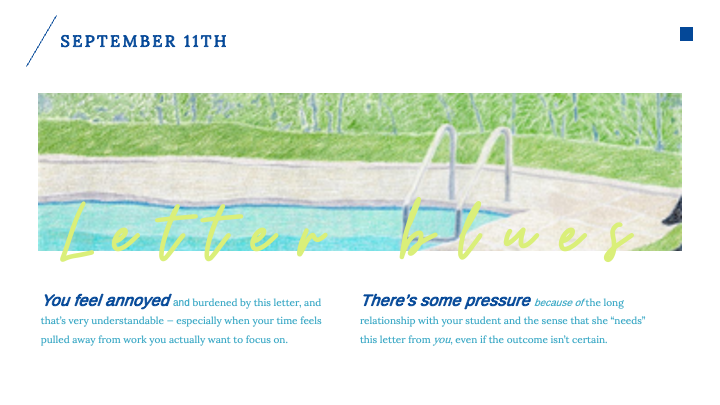 SEPTEMBER 11TH
Letter blues
You feel annoyed and burdened by this letter, and
that's very understandable — especially when your time feels
pulled away from work you actually want to focus on.
There's some pressure because of the long
relationship with your student and the sense that she “needs”
this letter from you, even if the outcome isn't certain.